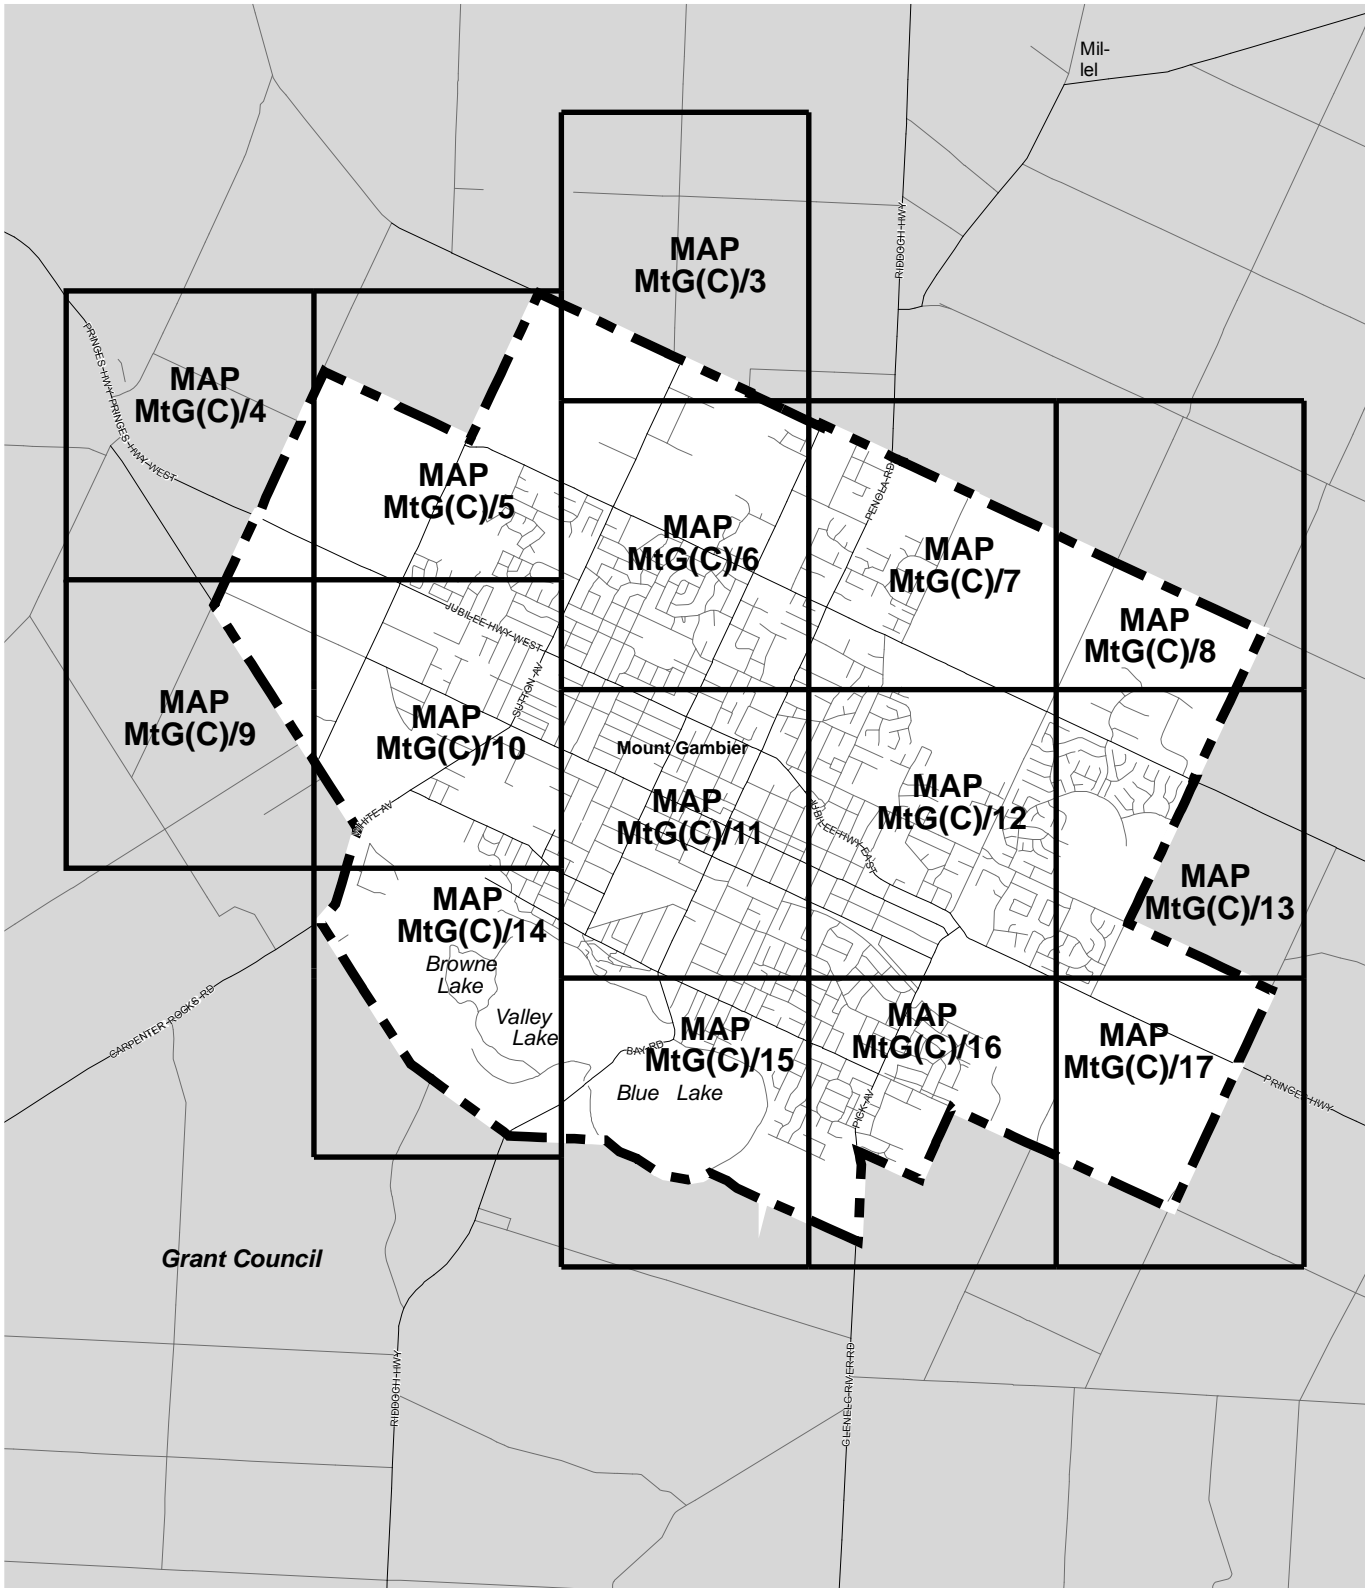 Mil-
lel
RIDDOCH HWY
MAP
MtG(C)/3
PRINCES HWY PRINCES HWY WEST
MAP
MtG(C)/4
MAP
MtG(C)/5
PENOLA RD
MAP
MtG(C)/6
MAP
MtG(C)/7
JUBILEE HWY WEST
MAP
MtG(C)/8
SUTTON AV
MAP
MtG(C)/9
MAP
MtG(C)/10
Mount Gambier
MAP
MtG(C)/11
JUBILEE HWY EAST
MAP
MtG(C)/12
WHITE AV
MAP
MtG(C)/13
MAP
MtG(C)/14
Browne
Lake
Valley
Lake
CARPENTER ROCKS RD
BAY RD
MAP
MtG(C)/15
Blue Lake
MAP
MtG(C)/16
MAP
MtG(C)/17
PICK AV
PRINCES HWY
Grant Council
RIDDOCH HWY
GLENELG RIVER RD